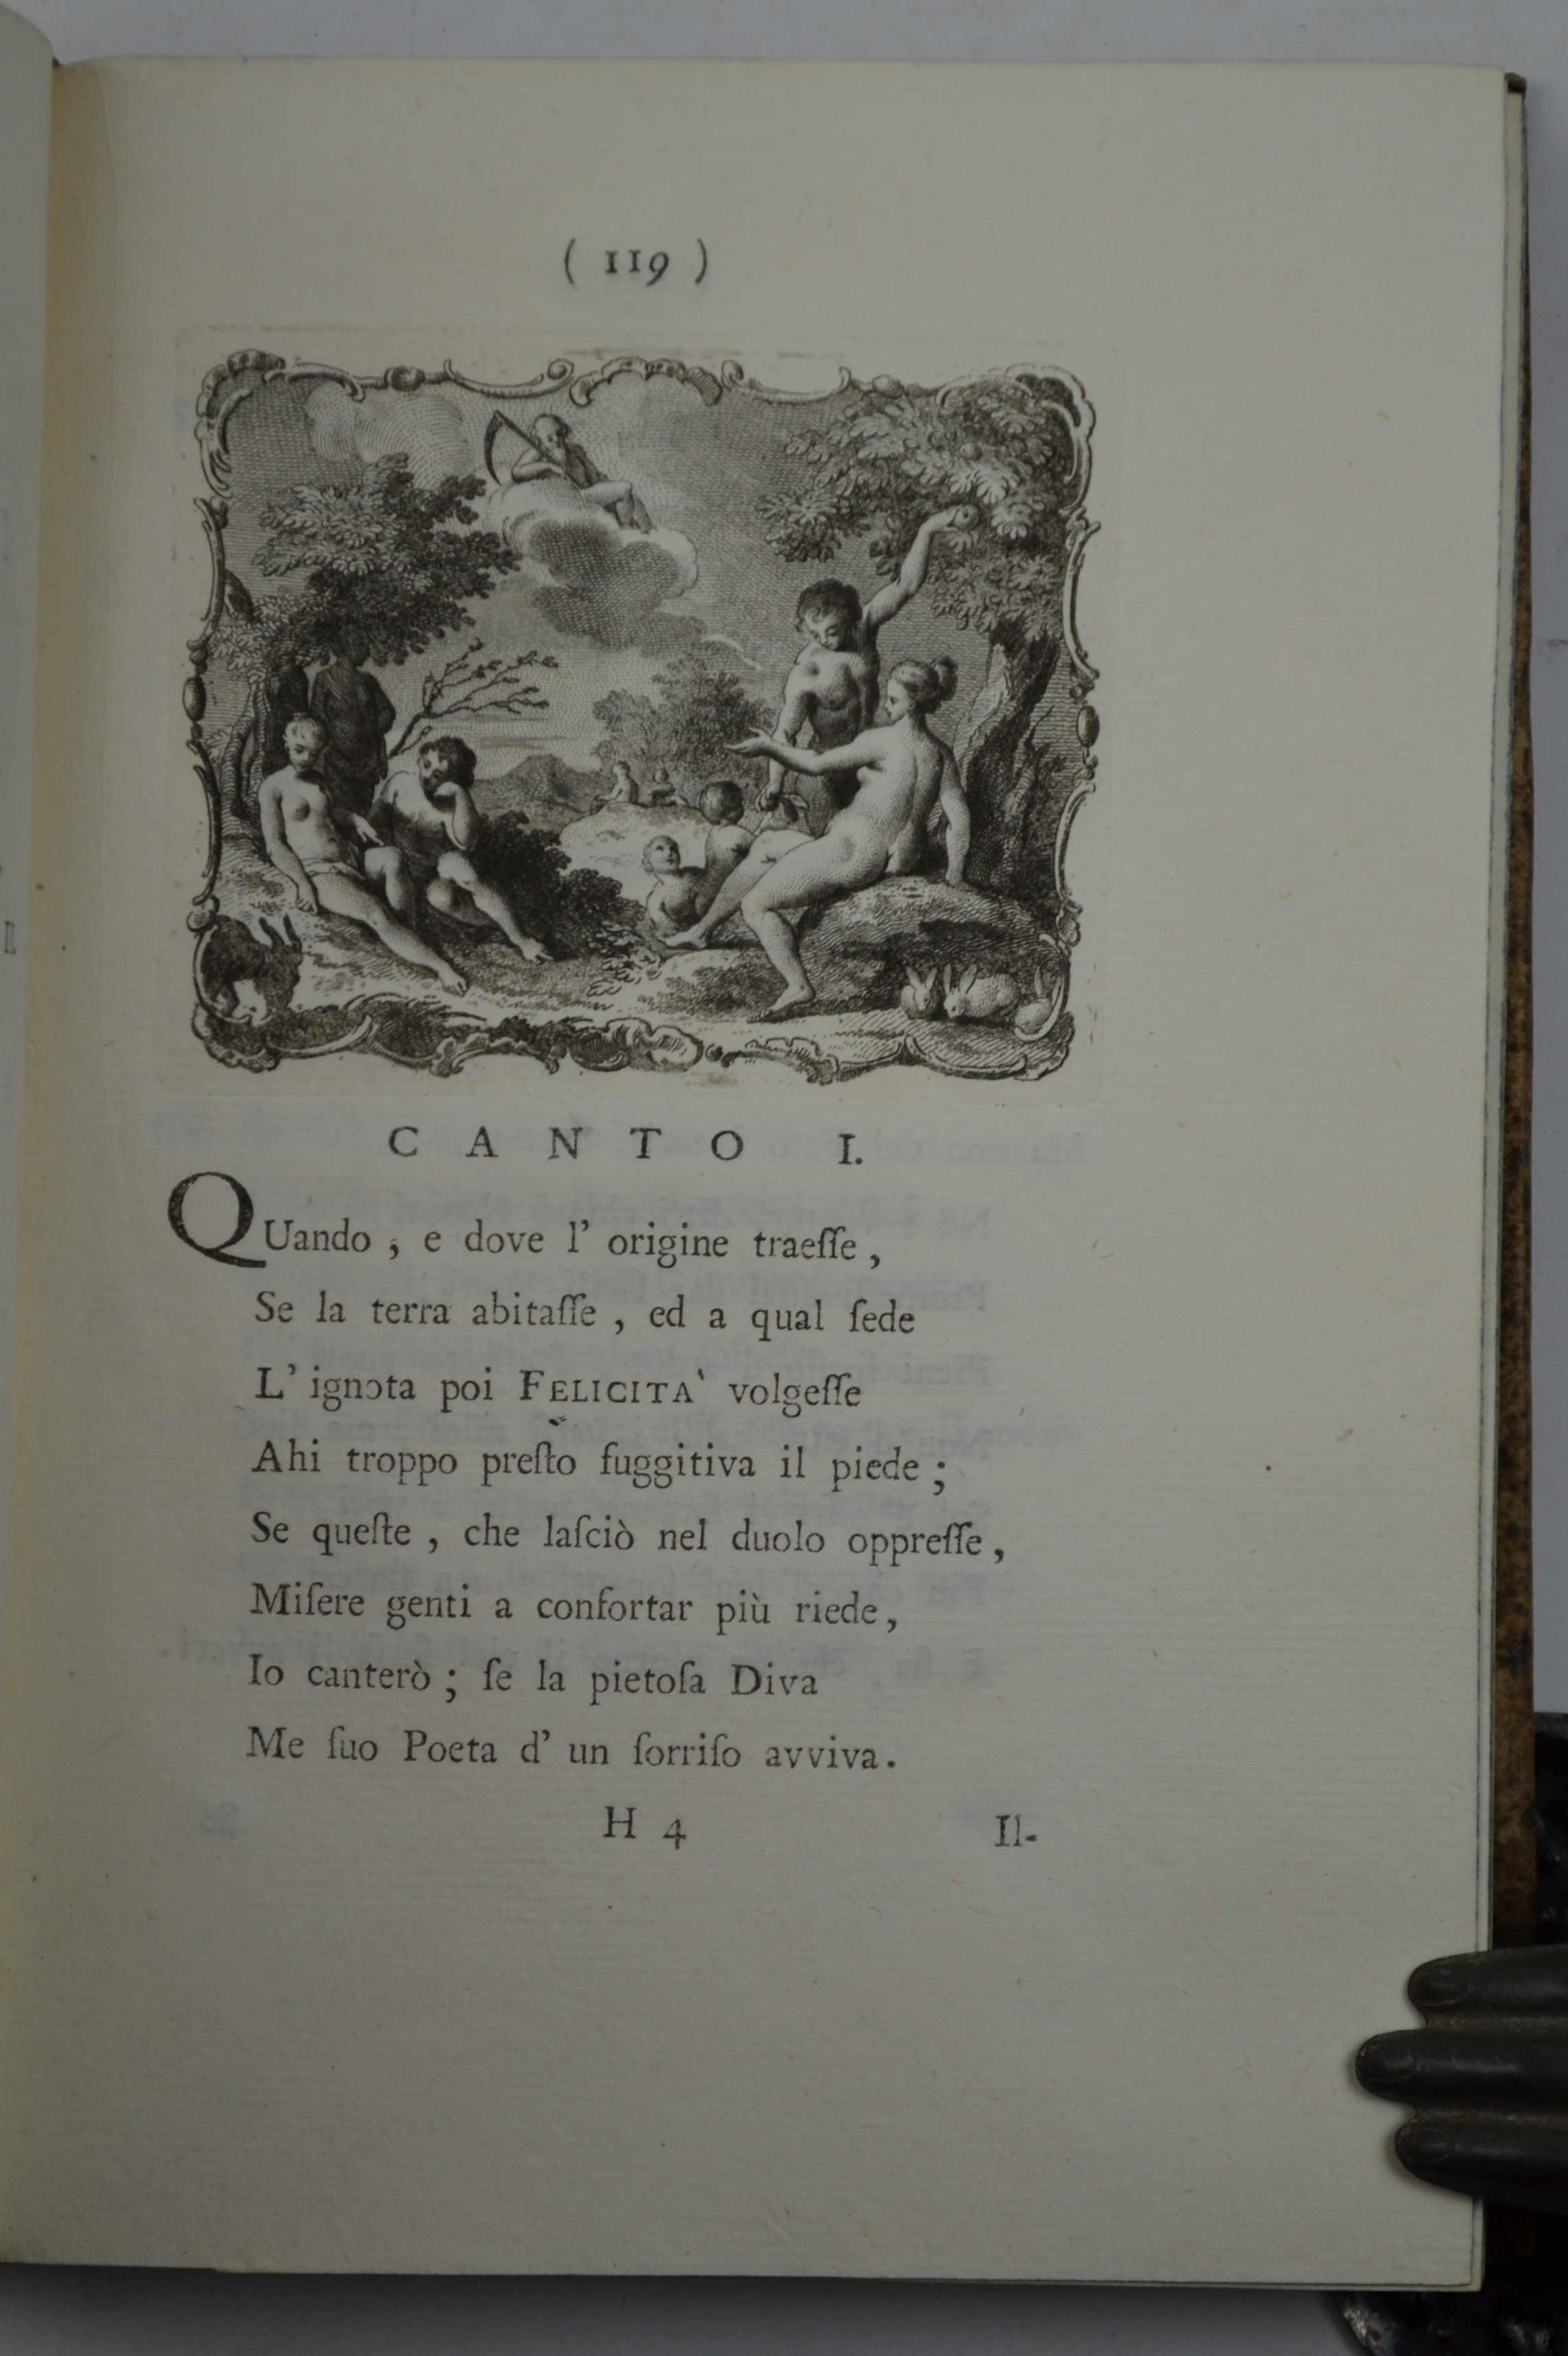 ( 119 )
CANTO I.
QUando , e dove l' origine traeſſe ,
Se la terra abitaſſe , ed a qual ſede
L' ignota poi FELICITA' volgeſſe
Ahi troppo preſto fuggitiva il piede ;
Se queſte , che laſciò nel duolo oppreſſe ,
Miſere genti a confortar più riede ,
Io canterò ; ſe la pietoſa Diva
Me ſuo Poeta d' un ſorriſo avviva .
H 4 Il-